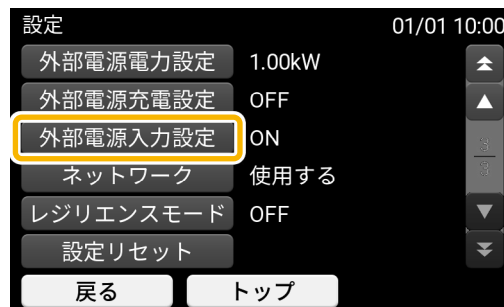 設定 01/01 10:00
外部電源電力設定 1.00kW
外部電源充電設定 OFF
外部電源入力設定 ON
ネットワーク 使用する
レジリエンスモード OFF
設定リセット
3/3
戻る トップ